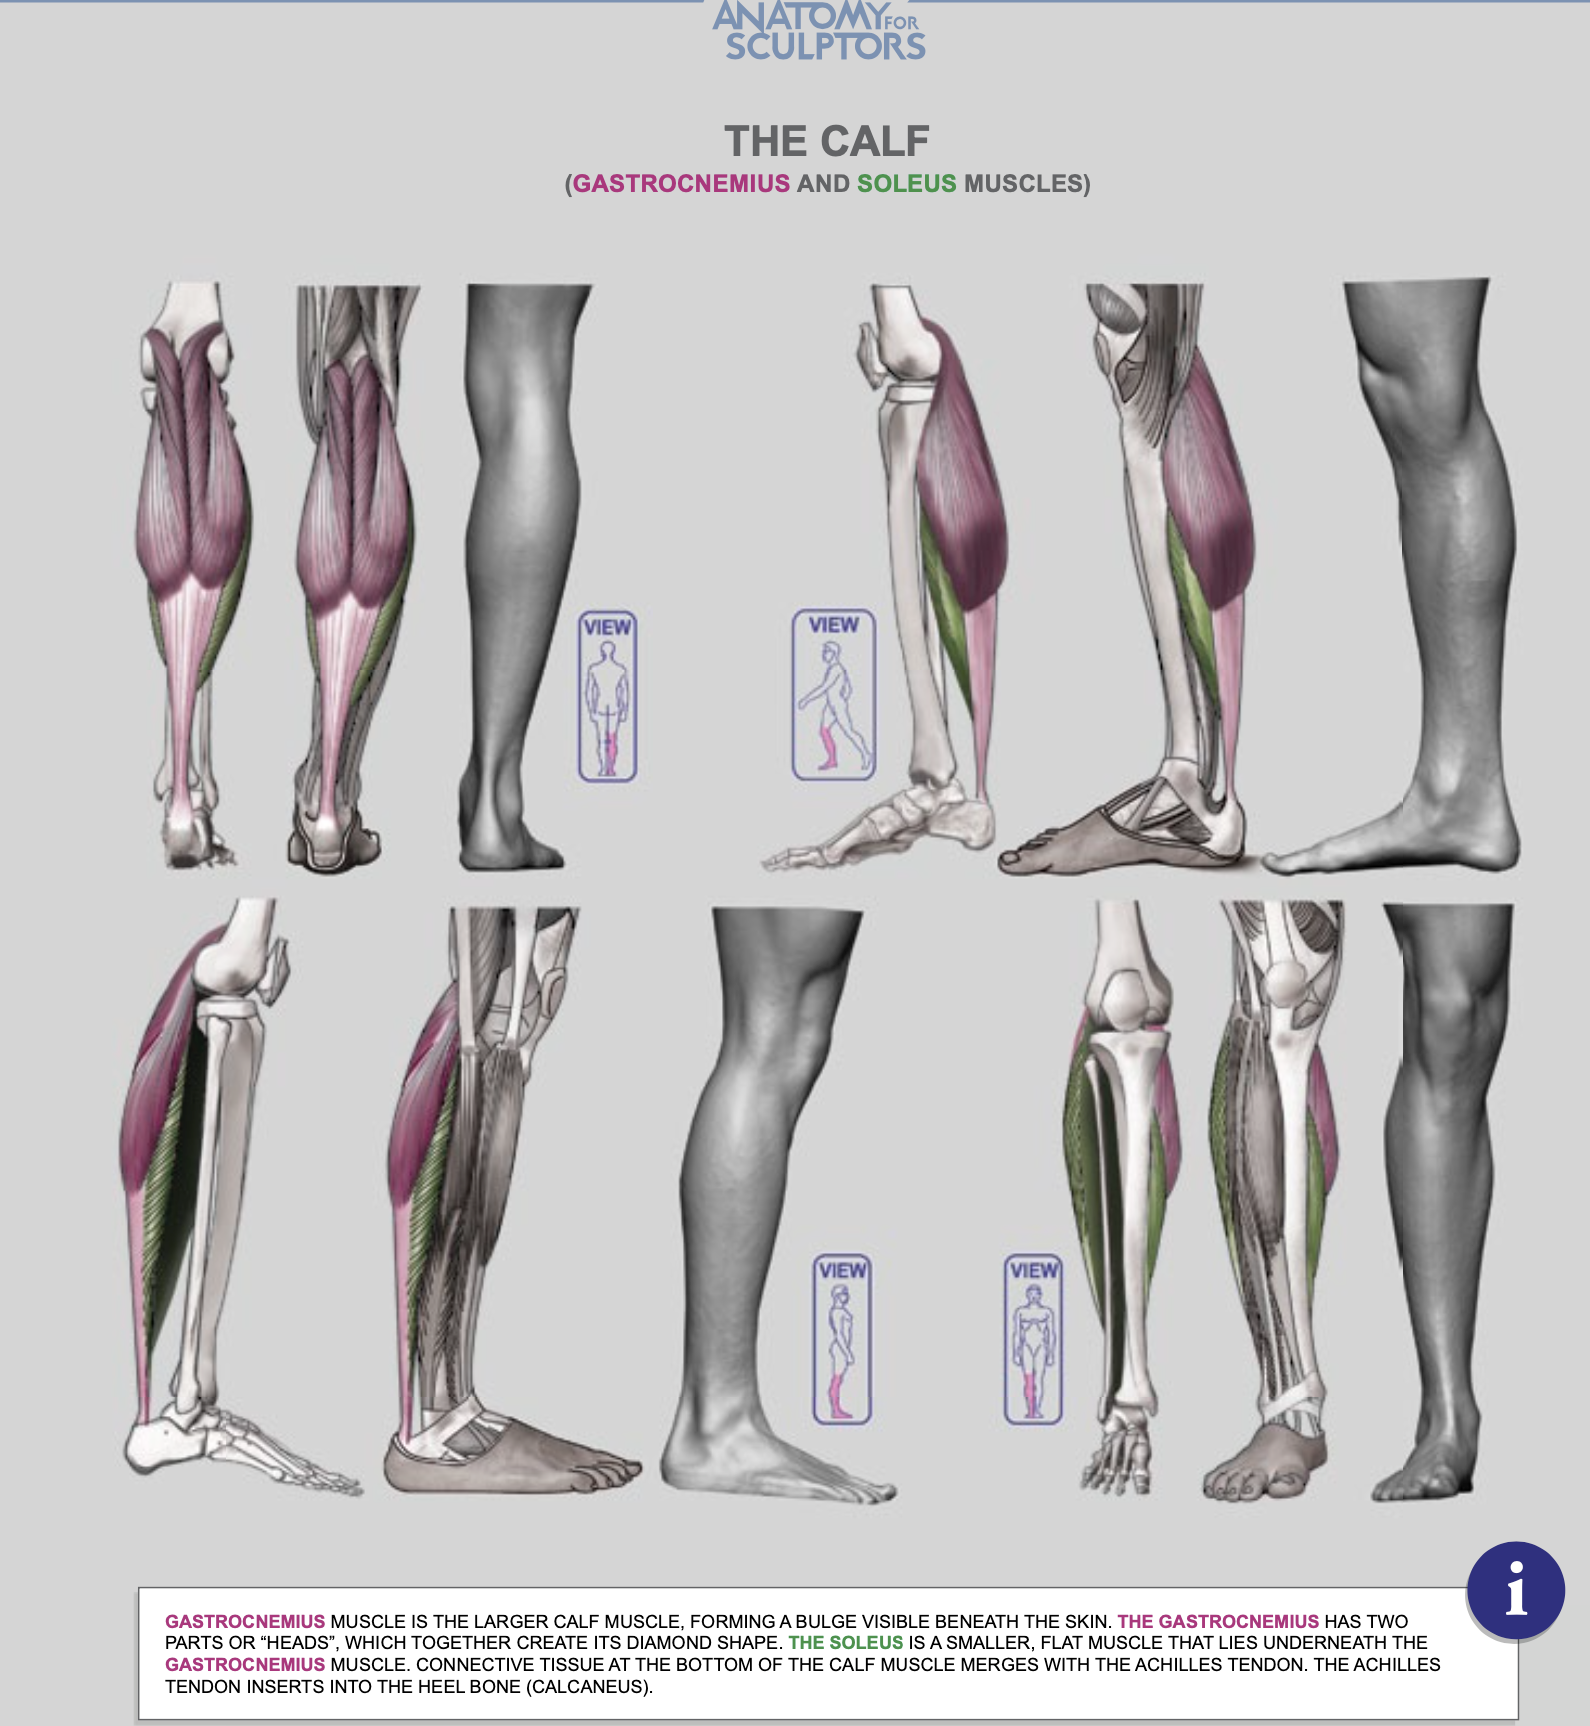 ANATOMY FOR
SCULPTORS
THE CALF
(GASTROCNEMIUS AND SOLEUS MUSCLES)
VIEW
VIEW
VIEW
VIEW
i
GASTROCNEMIUS MUSCLE IS THE LARGER CALF MUSCLE, FORMING A BULGE VISIBLE BENEATH THE SKIN. THE GASTROCNEMIUS HAS TWO
PARTS OR “HEADS”, WHICH TOGETHER CREATE ITS DIAMOND SHAPE. THE SOLEUS IS A SMALLER, FLAT MUSCLE THAT LIES UNDERNEATH THE
GASTROCNEMIUS MUSCLE. CONNECTIVE TISSUE AT THE BOTTOM OF THE CALF MUSCLE MERGES WITH THE ACHILLES TENDON. THE ACHILLES
TENDON INSERTS INTO THE HEEL BONE (CALCANEUS).